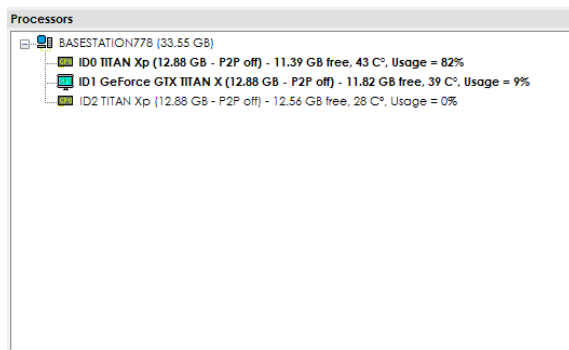 Processors
BASESTATION778 (33.55 GB)
ID0 TITAN Xp (12.88 GB - P2P off) - 11.39 GB free, 43 C°, Usage = 82%
ID1 GeForce GTX TITAN X (12.88 GB - P2P off) - 11.82 GB free, 39 C°, Usage = 9%
ID2 TITAN Xp (12.88 GB - P2P off) - 12.56 GB free, 28 C°, Usage = 0%